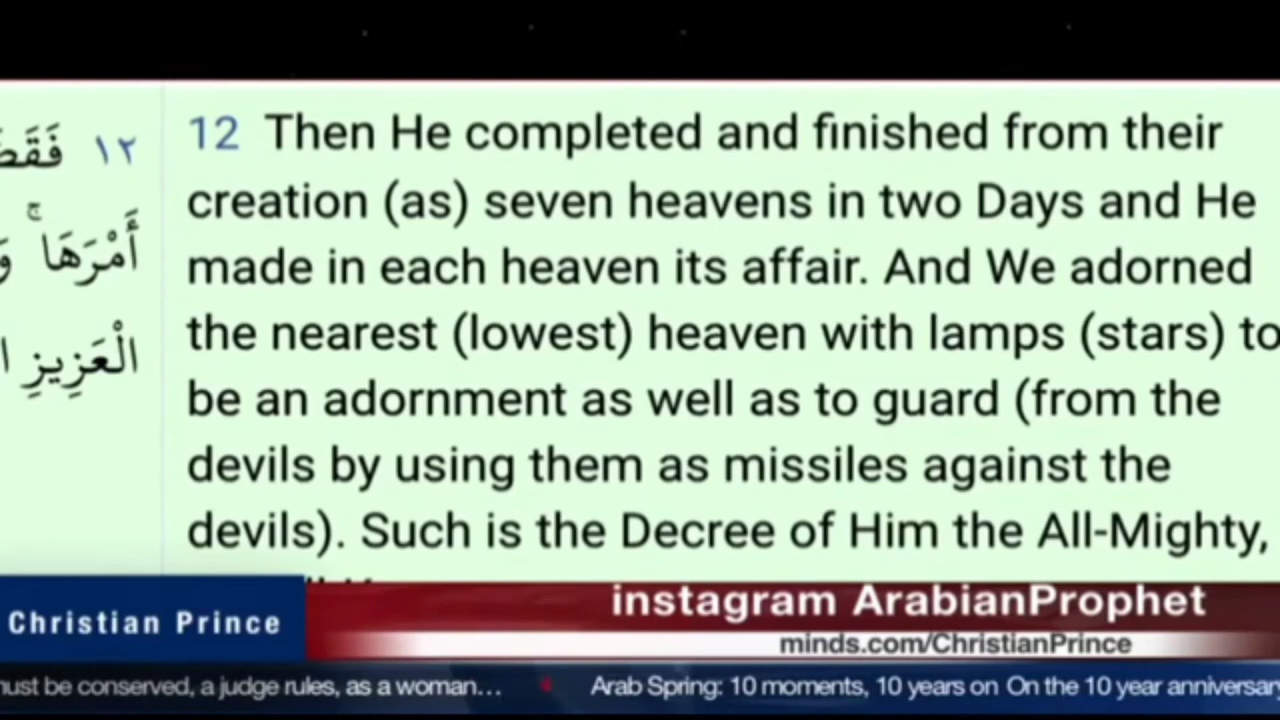 ١٢
أَمْرَهَا ۚ
الْعَزِيزِ
12 Then He completed and finished from their
creation (as) seven heavens in two Days and He
made in each heaven its affair. And We adorned
the nearest (lowest) heaven with lamps (stars) to
be an adornment as well as to guard (from the
devils by using them as missiles against the
devils). Such is the Decree of Him the All-Mighty,
Christian Prince
instagram ArabianProphet
minds.com/ChristianPrince
must be conserved, a judge rules, as a woman...
Arab Spring: 10 moments, 10 years on On the 10 year anniversary